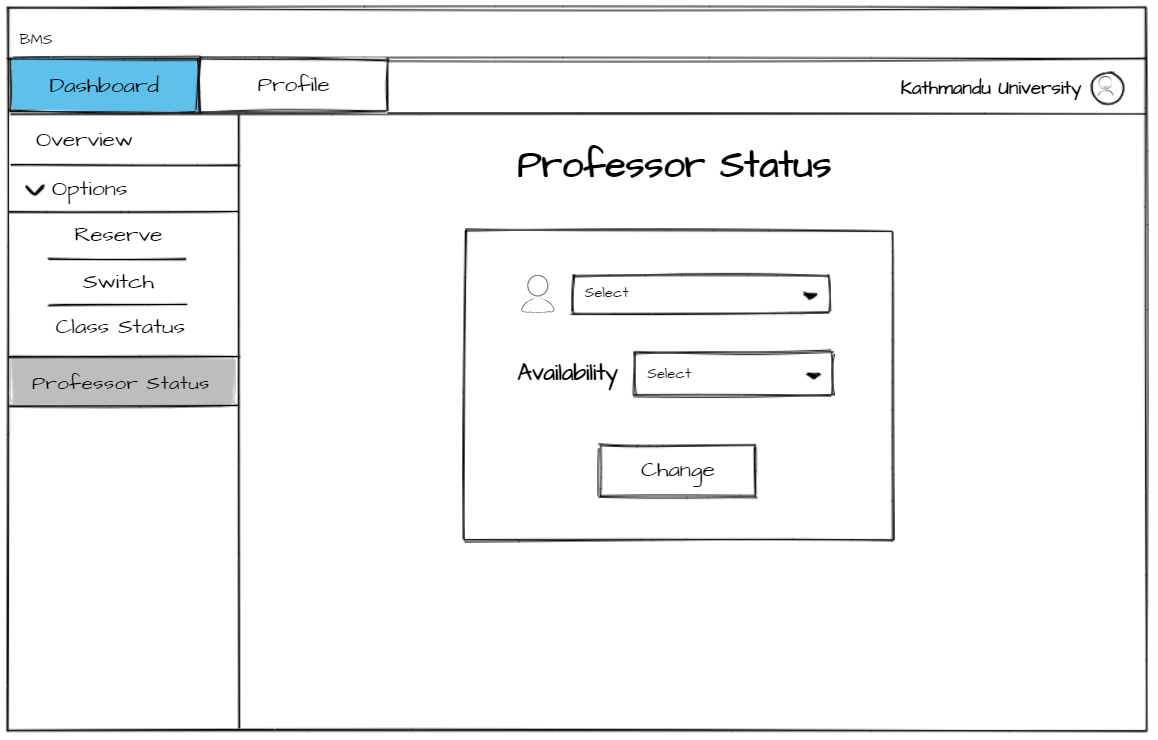 BMS
Dashboard
Profile
Kathmandu University
Overview
Options
Reserve
Switch
Class Status
Professor Status
Professor Status
Select
Availability
Select
Change